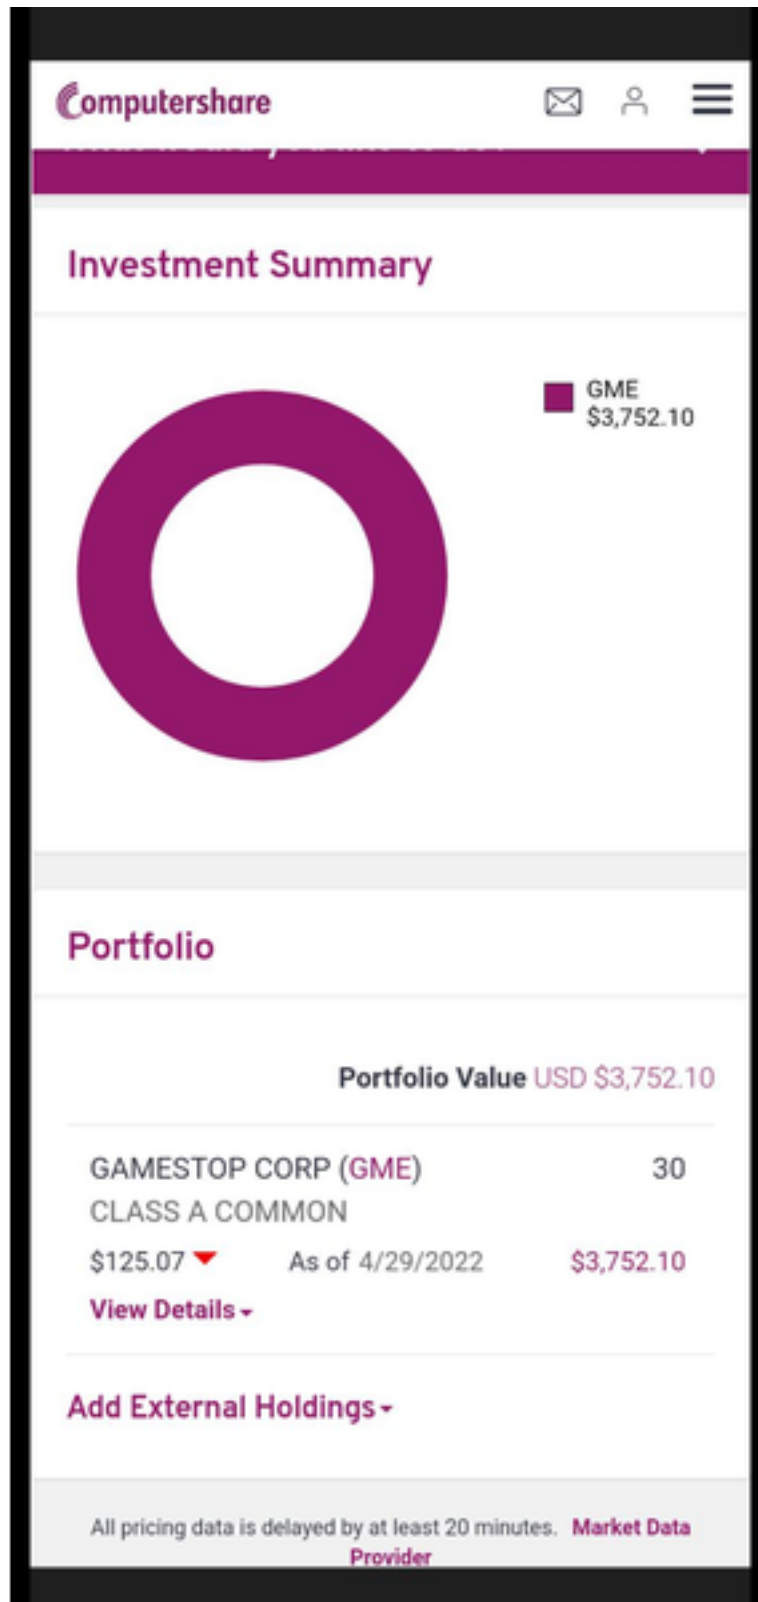 Computershare
Investment Summary
GME
$3,752.10
Portfolio
Portfolio Value USD $3,752.10
GAMESTOP CORP (GME) 30
CLASS A COMMON
$125.07 As of 4/29/2022 $3,752.10
View Details
Add External Holdings
All pricing data is delayed by at least 20 minutes. Market Data
Provider